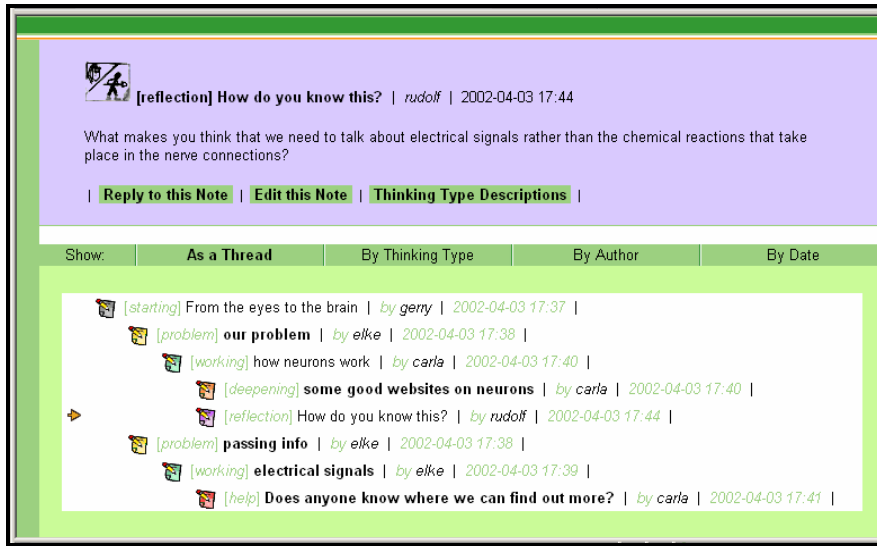 [reflection] How do you know this? | rudolf | 2002-04-03 17:44
What makes you think that we need to talk about electrical signals rather than the chemical reactions that take
place in the nerve connections?
| Reply to this Note | Edit this Note | Thinking Type Descriptions |
Show: As a Thread By Thinking Type By Author By Date
[starting] From the eyes to the brain | by gerry | 2002-04-03 17:37 |
[problem] our problem | by elke | 2002-04-03 17:38 |
[working] how neurons work | by carla | 2002-04-03 17:40 |
[deepening] some good websites on neurons | by carla | 2002-04-03 17:40 |
[reflection] How do you know this? | by rudolf | 2002-04-03 17:44 |
[problem] passing info | by elke | 2002-04-03 17:38 |
[working] electrical signals | by elke | 2002-04-03 17:39 |
[help] Does anyone know where we can find out more? | by carla | 2002-04-03 17:41 |